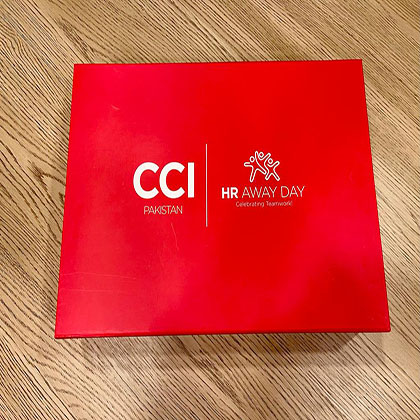 CCI
PAKISTAN
HR AWAY DAY
Celebrating Teamwork!